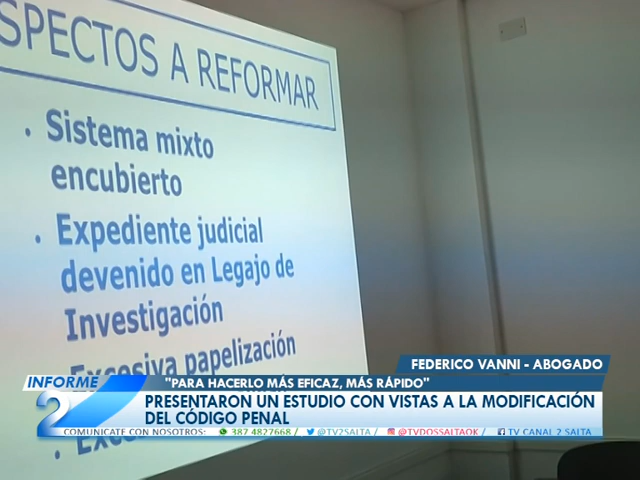 SPECTOS A REFORMAR
• Sistema mixto
encubierto
• Expediente judicial
devenido en Legajo de
Investigación
Excesiva papelización
FEDERICO VANNI - ABOGADO
INFORME
2
"PARA HACERLO MÁS EFICAZ, MÁS RÁPIDO"
PRESENTARON UN ESTUDIO CON VISTAS A LA MODIFICACIÓN
DEL CÓDIGO PENAL
COMUNICATE CON NOSOTROS: 387 4827668 / @TV2SALTA / @TVDOSSALTAOK / TV CANAL 2 SALTA